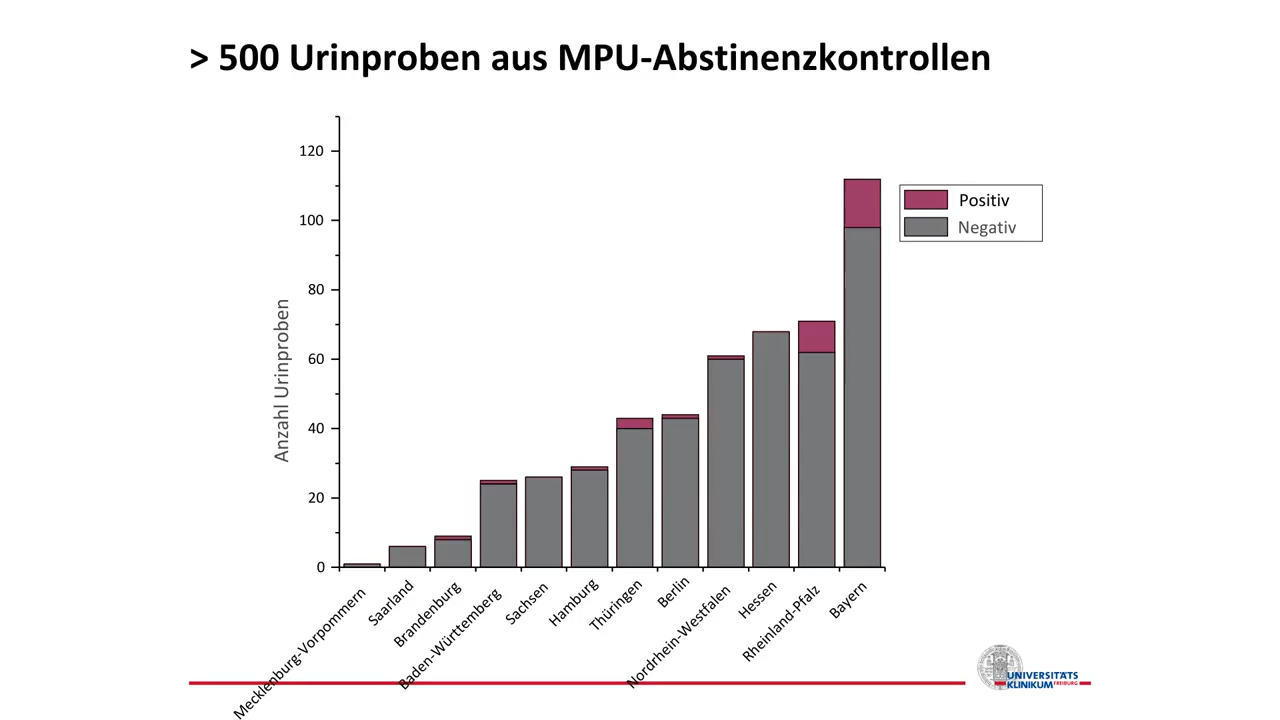 > 500 Urinproben aus MPU-Abstinenzkontrollen
Anzahl Urinproben
120
100
80
60
40
20
0
Positiv
Negativ
Mecklenburg-Vorpommern
Saarland
Brandenburg
Baden-Württemberg
Sachsen
Hamburg
Thüringen
Berlin
Nordrhein-Westfalen
Hessen
Rheinland-Pfalz
Bayern
UNIVERSITÄTS
KLINIKUM FREIBURG